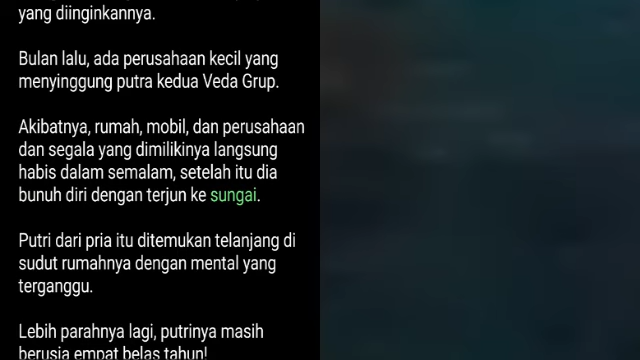 yang diinginkannya.
Bulan lalu, ada perusahaan kecil yang
menyinggung putra kedua Veda Grup.
Akibatnya, rumah, mobil, dan perusahaan
dan segala yang dimilikinya langsung
habis dalam semalam, setelah itu dia
bunuh diri dengan terjun ke sungai.
Putri dari pria itu ditemukan telanjang di
sudut rumahnya dengan mental yang
terganggu.
Lebih parahnya lagi, putrinya masih
berusia empat belas tahun!